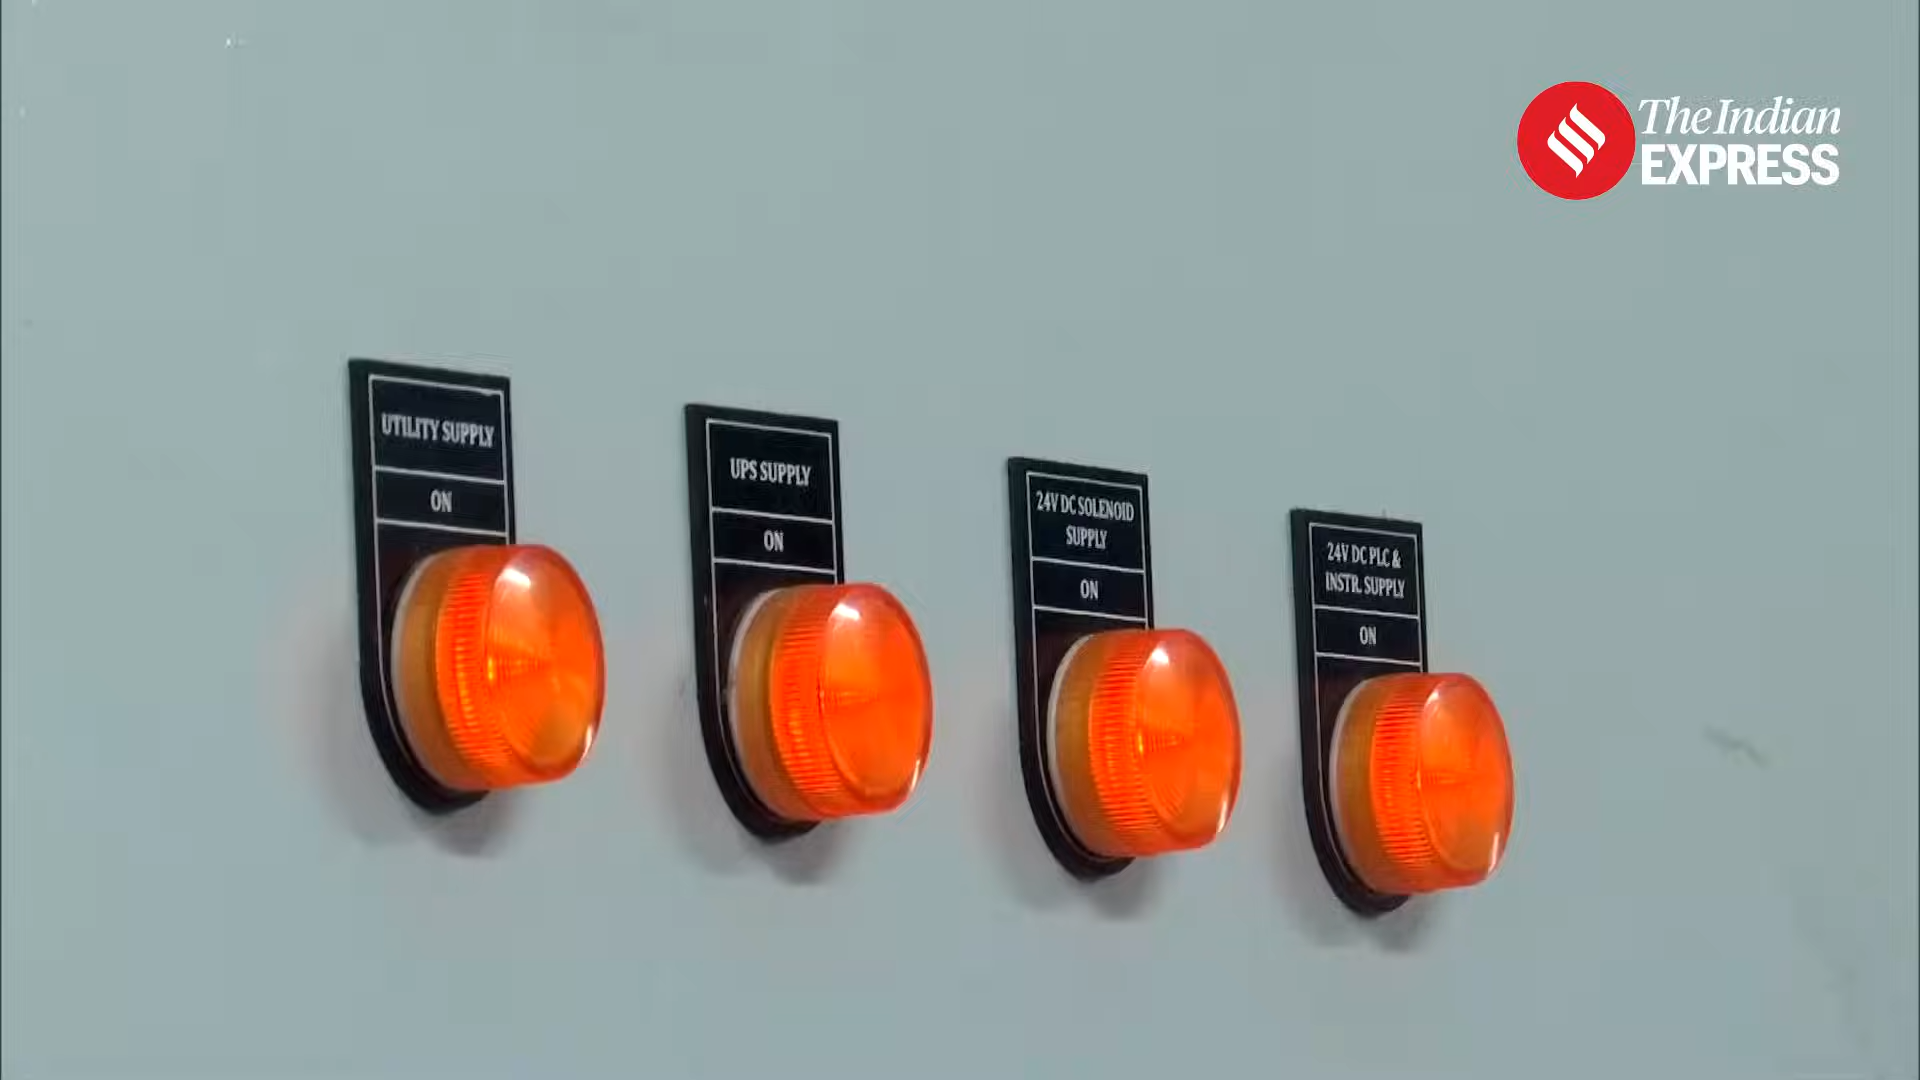 The Indian
EXPRESS
UTILITY SUPPLY
ON
UPS SUPPLY
ON
24V DC SOLENOID
SUPPLY
ON
24V DC PLC &
INSTR. SUPPLY
ON